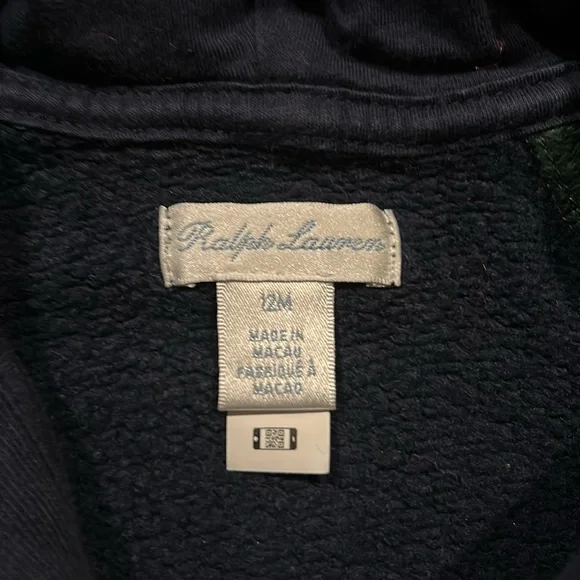 Ralph Lauren
12M
MADE IN
MACAU
FABRIQUÉ À
MACAO